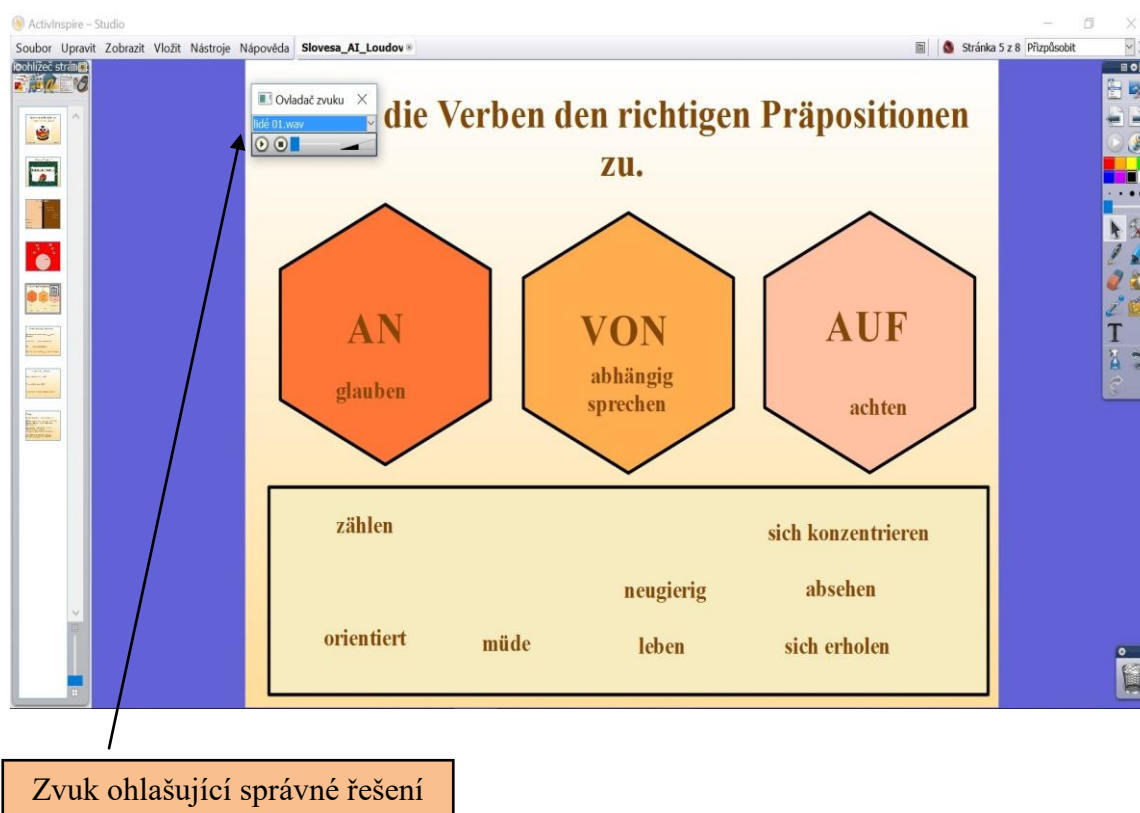 ActivInspire – Studio
Soubor Upravit Zobrazit Vložit Nástroje Nápověda Slovesa_AI_Loudov
Stránka 5 z 8 Přizpůsobit
Ovladač zvuku
lidé 01.wav
die Verben den richtigen Präpositionen
zu.
AN
glauben
VON
abhängig
sprechen
AUF
achten
zählen
sich konzentrieren
neugierig
absehen
orientiert
müde
leben
sich erholen
T
Zvuk ohlašující správné řešení